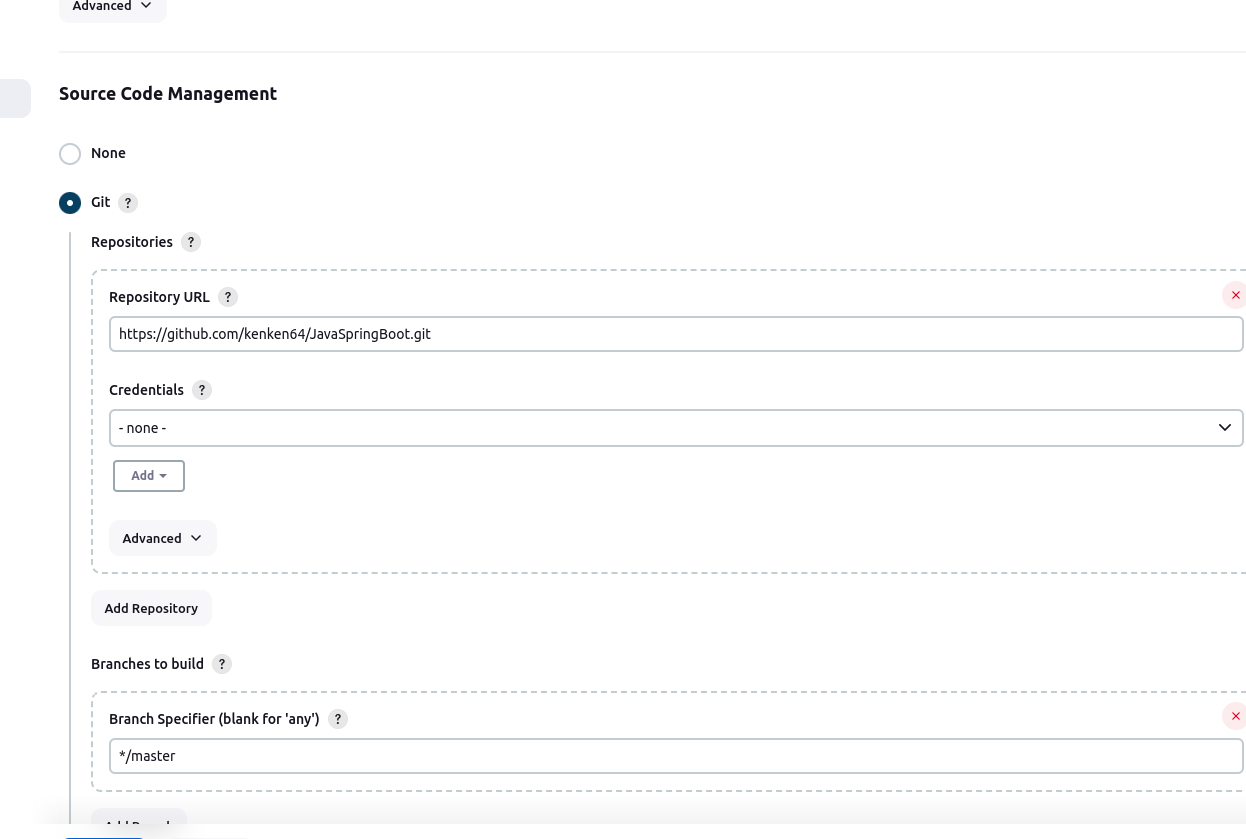 Advanced
Source Code Management
None
Git ?
Repositories ?
Repository URL ?
https://github.com/kenken64/JavaSpringBoot.git
Credentials ?
- none -
Add
Advanced
Add Repository
Branches to build ?
Branch Specifier (blank for 'any') ?
*/master